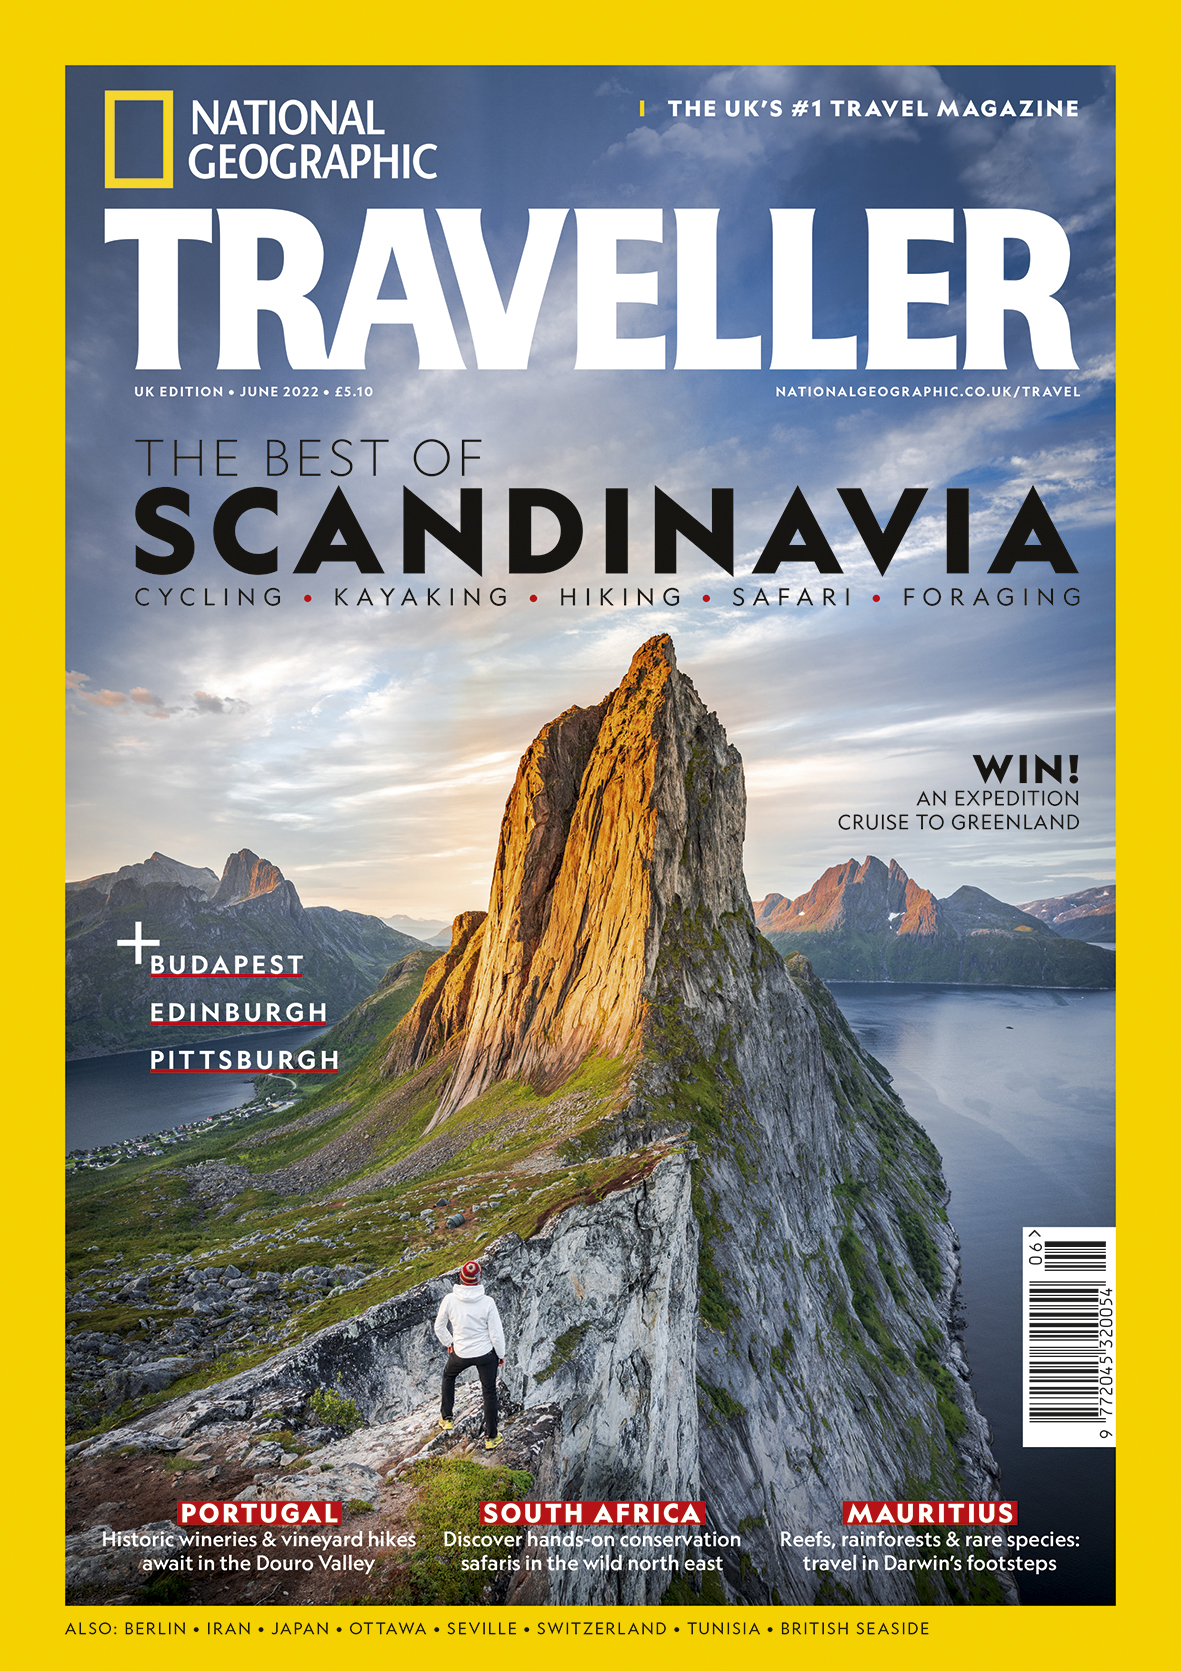 NATIONAL
GEOGRAPHIC
THE UK'S #1 TRAVEL MAGAZINE
TRAVELLER
UK EDITION • JUNE 2022 • £5.10
NATIONALGEOGRAPHIC.CO.UK/TRAVEL
THE BEST OF
SCANDINAVIA
CYCLING • KAYAKING • HIKING • SAFARI • FORAGING
WIN!
AN EXPEDITION
CRUISE TO GREENLAND
+
BUDAPEST
EDINBURGH
PITTSBURGH
06>
9 772045 320054
PORTUGAL
Historic wineries & vineyard hikes
await in the Douro Valley
SOUTH AFRICA
Discover hands-on conservation
safaris in the wild north east
MAURITIUS
Reefs, rainforests & rare species:
travel in Darwin's footsteps
ALSO: BERLIN • IRAN • JAPAN • OTTAWA • SEVILLE • SWITZERLAND • TUNISIA • BRITISH SEASIDE